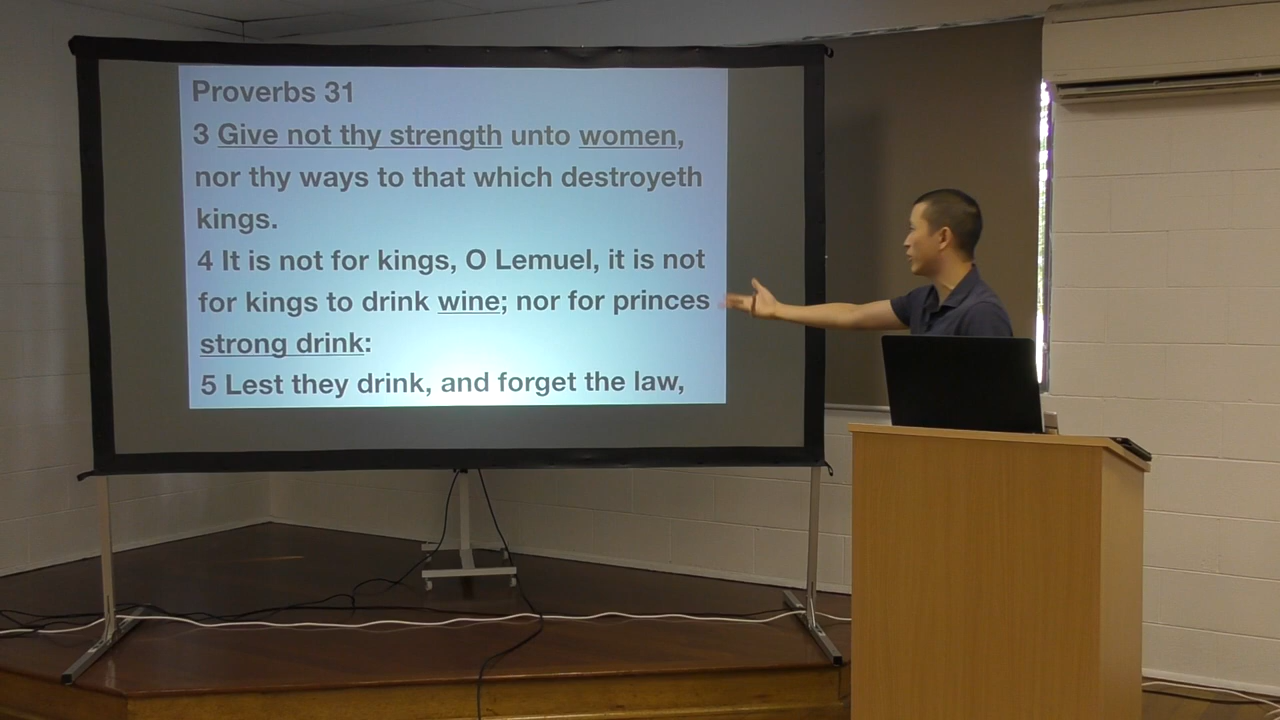 Proverbs 31
3 Give not thy strength unto women,
nor thy ways to that which destroyeth
kings.
4 It is not for kings, O Lemuel, it is not
for kings to drink wine; nor for princes
strong drink:
5 Lest they drink, and forget the law,